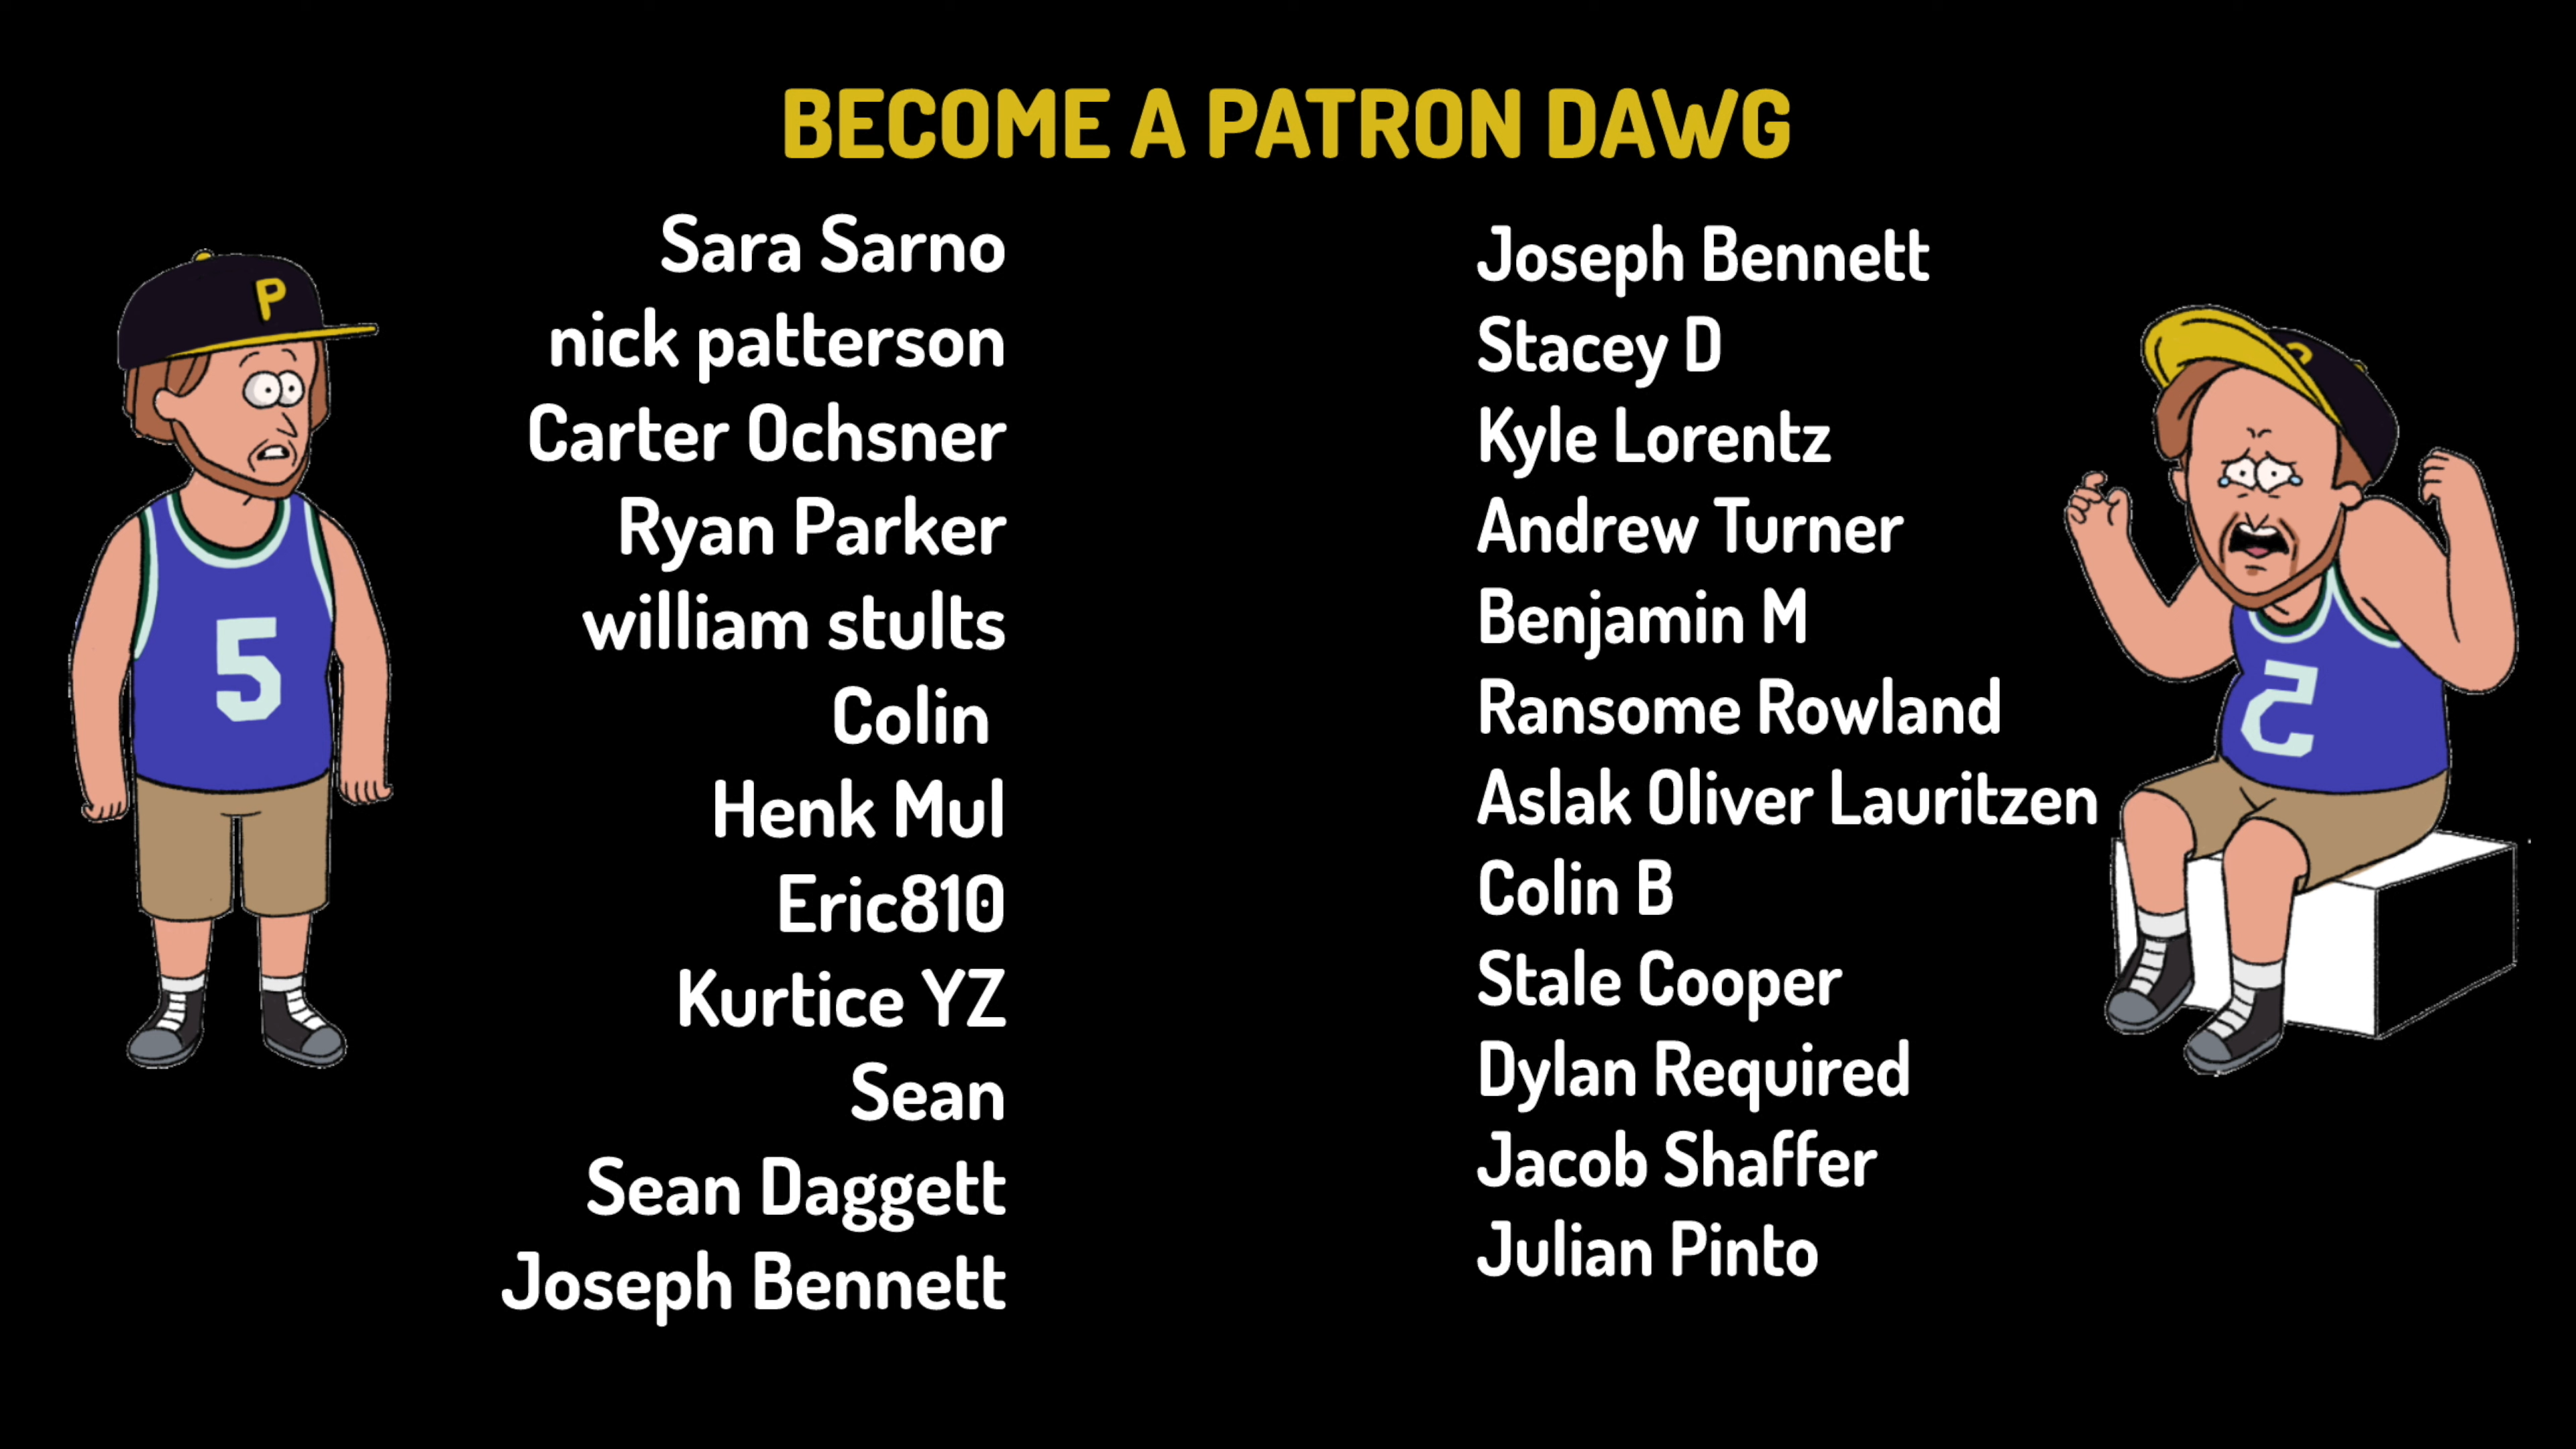 BECOME A PATRON DAWG
Sara Sarno
nick patterson
Carter Ochsner
Ryan Parker
william stults
Colin
Henk Mul
Eric810
Kurtice YZ
Sean
Sean Daggett
Joseph Bennett
Joseph Bennett
Stacey D
Kyle Lorentz
Andrew Turner
Benjamin M
Ransome Rowland
Aslak Oliver Lauritzen
Colin B
Stale Cooper
Dylan Required
Jacob Shaffer
Julian Pinto
P
5
P
5